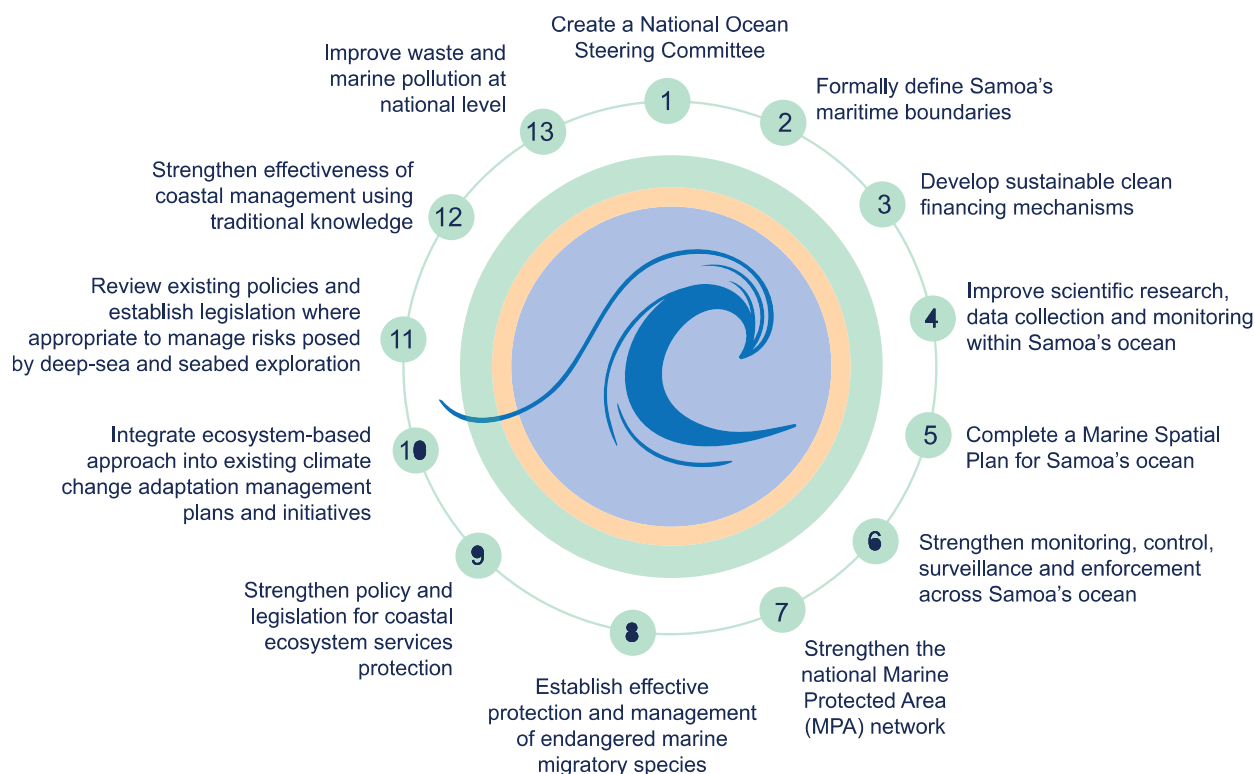 1
Create a National Ocean
Steering Committee
2
Formally define Samoa’s
maritime boundaries
3
Develop sustainable clean
financing mechanisms
4
Improve scientific research,
data collection and monitoring
within Samoa’s ocean
5
Complete a Marine Spatial
Plan for Samoa’s ocean
6
Strengthen monitoring, control,
surveillance and enforcement
across Samoa’s ocean
7
Strengthen the
national Marine
Protected Area
(MPA) network
8
Establish effective
protection and management
of endangered marine
migratory species
9
Strengthen policy and
legislation for coastal
ecosystem services
protection
10
Integrate ecosystem-based
approach into existing climate
change adaptation management
plans and initiatives
11
Review existing policies and
establish legislation where
appropriate to manage risks posed
by deep-sea and seabed exploration
12
Strengthen effectiveness of
coastal management using
traditional knowledge
13
Improve waste and
marine pollution at
national level